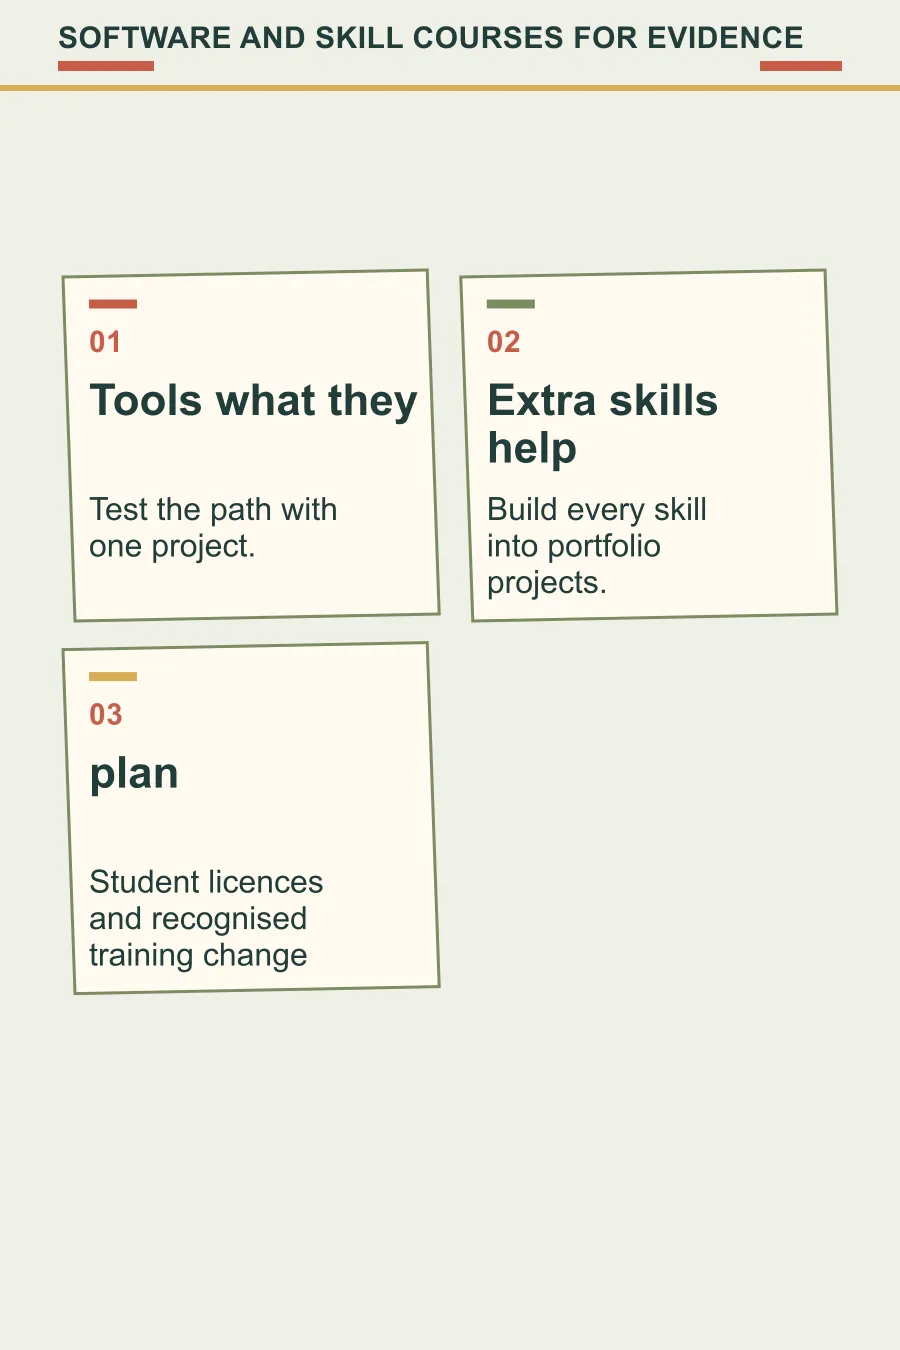 SOFTWARE AND SKILL COURSES FOR EVIDENCE
01
Tools what they
Test the path with
one project.
02
Extra skills
help
Build every skill
into portfolio
projects.
03
plan
Student licences
and recognised
training change